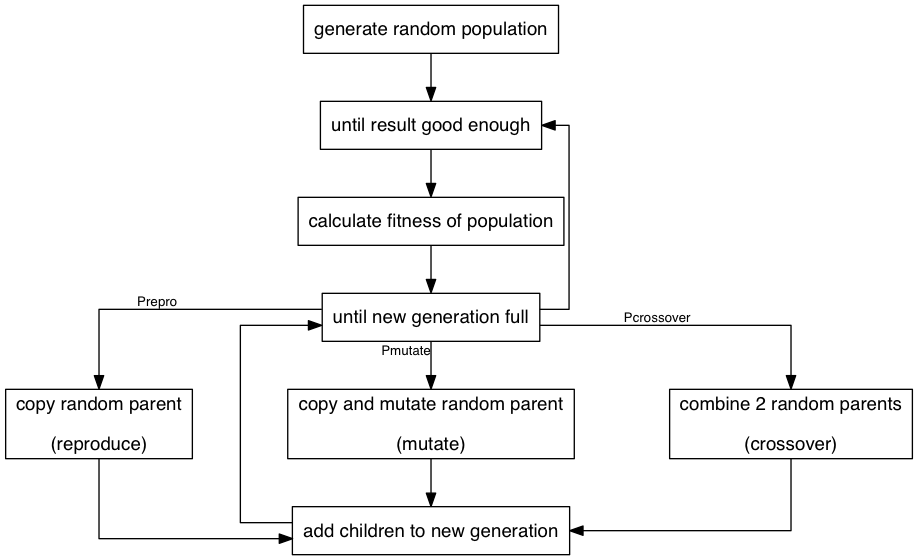 generate random population
until result good enough
calculate fitness of population
Prepro
until new generation full
Pcrossover
Pmutate
copy random parent
(reproduce)
copy and mutate random parent
(mutate)
combine 2 random parents
(crossover)
add children to new generation